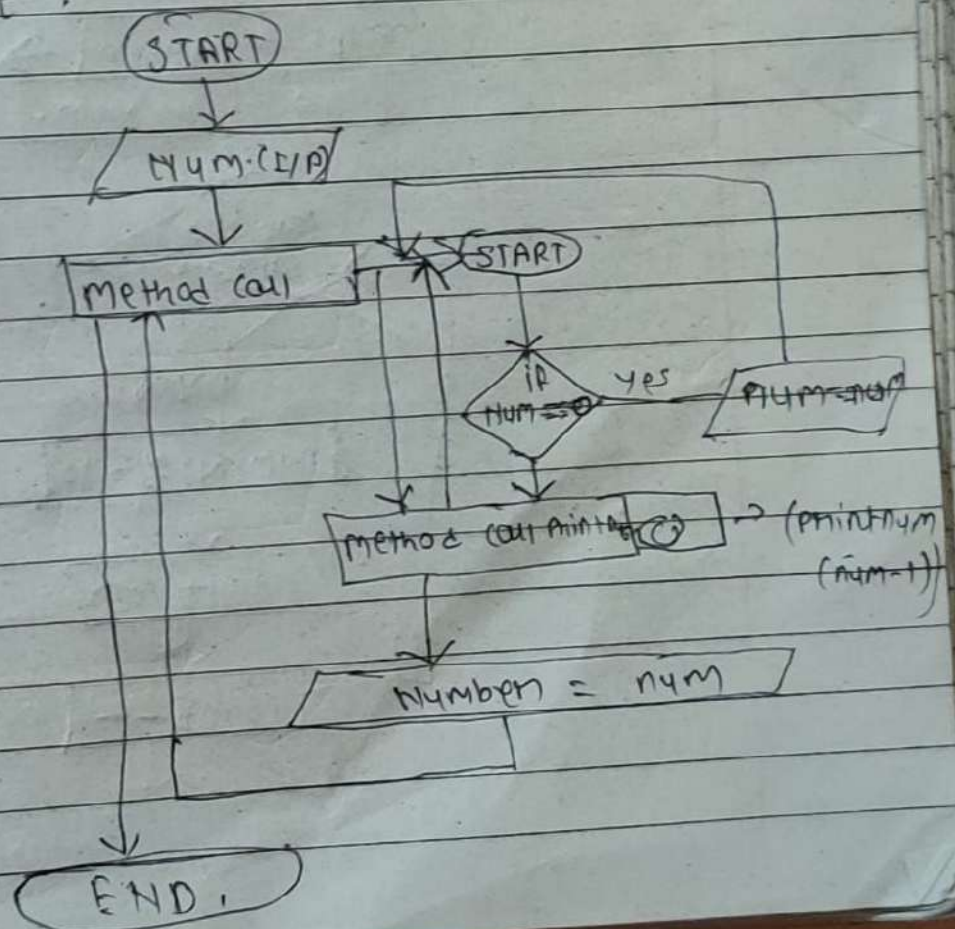 START
Num.(I/P)
START
Method Call
if
Num == 0
yes
num = num
method call print
→ (printnum
(num-1))
Number = num
END.